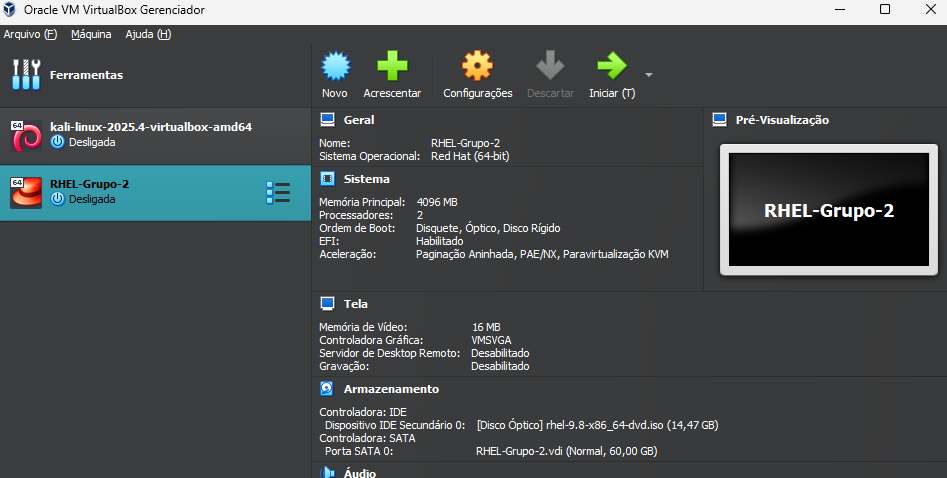 Oracle VM VirtualBox Gerenciador
Arquivo (F) Máquina Ajuda (H)
Ferramentas
Novo Acrescentar Configurações Descartar Iniciar (T)
64 kali-linux-2025.4-virtualbox-amd64
Desligada
64 RHEL-Grupo-2
Desligada
Geral
Nome: RHEL-Grupo-2
Sistema Operacional: Red Hat (64-bit)
Sistema
Memória Principal: 4096 MB
Processadores: 2
Ordem de Boot: Disquete, Óptico, Disco Rígido
EFI: Habilitado
Aceleração: Paginação Aninhada, PAE/NX, Paravirtualização KVM
Pré-Visualização
RHEL-Grupo-2
Tela
Memória de Vídeo: 16 MB
Controladora Gráfica: VMSVGA
Servidor de Desktop Remoto: Desabilitado
Gravação: Desabilitado
Armazenamento
Controladora: IDE
Dispositivo IDE Secundário 0: [Disco Óptico] rhel-9.8-x86_64-dvd.iso (14,47 GB)
Controladora: SATA
Porta SATA 0: RHEL-Grupo-2.vdi (Normal, 60,00 GB)
Áudio